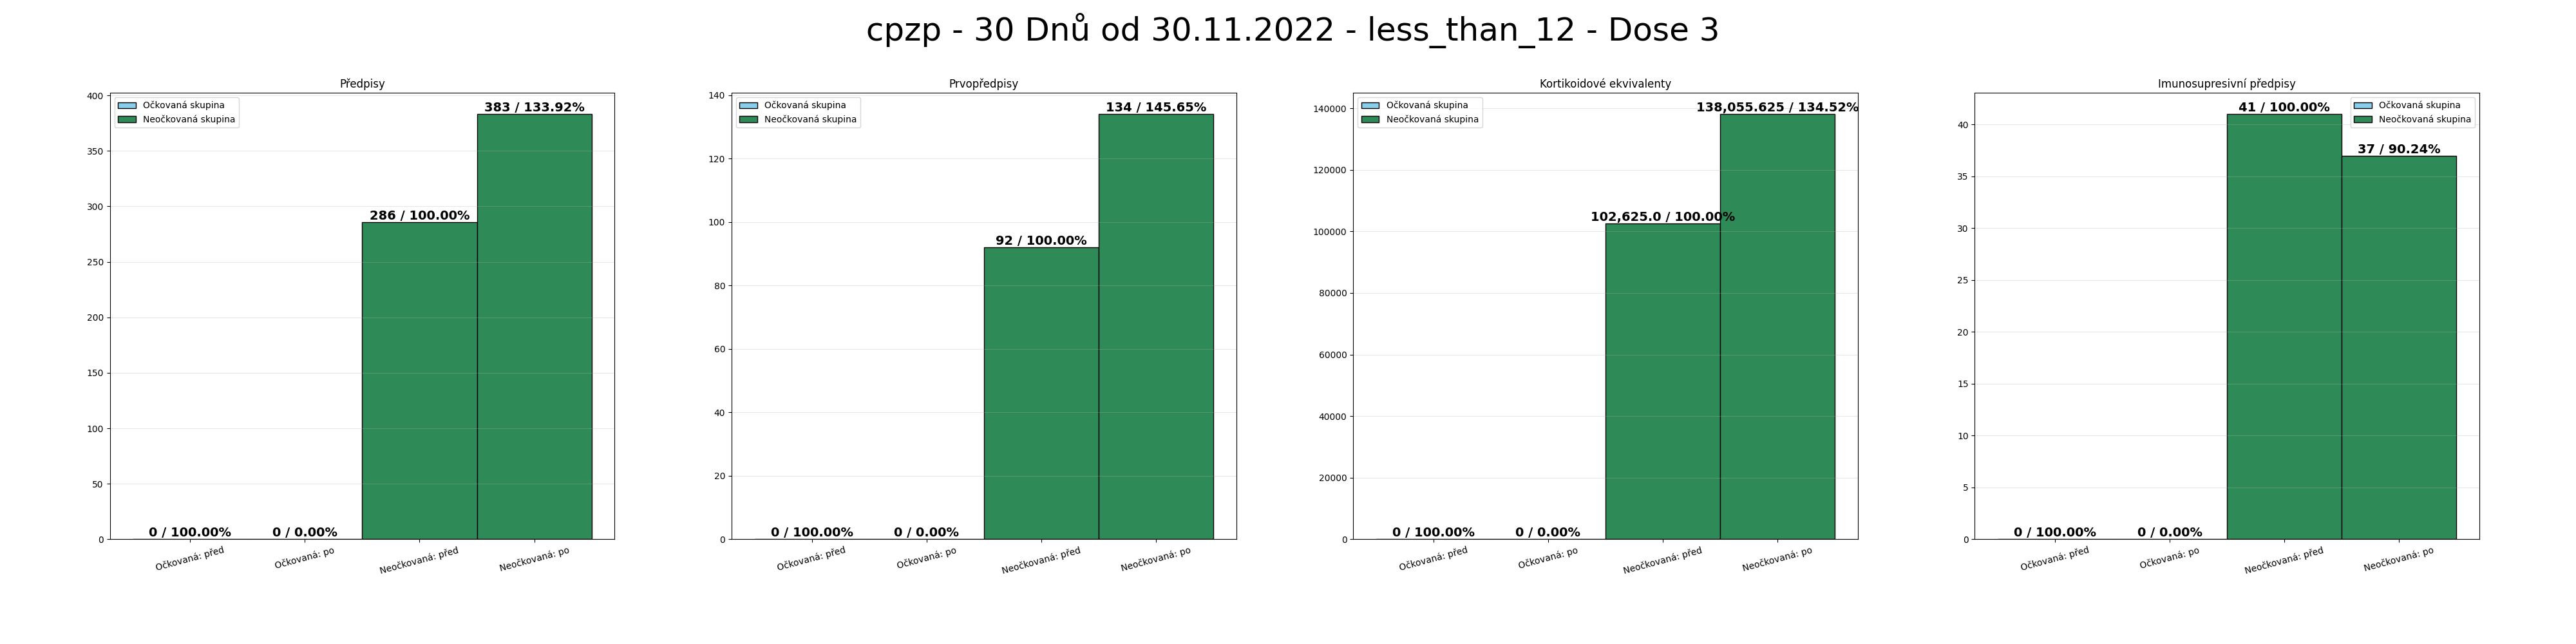 cpzp - 30 Dnů od 30.11.2022 - less_than_12 - Dose 3
Předpisy
Očkovaná skupina
Neočkovaná skupina
400
350
300
250
200
150
100
50
0
0 / 100.00%
0 / 0.00%
286 / 100.00%
383 / 133.92%
Očkovaná: před
Očkovaná: po
Neočkovaná: před
Neočkovaná: po
Prvopředpisy
Očkovaná skupina
Neočkovaná skupina
140
120
100
80
60
40
20
0
0 / 100.00%
0 / 0.00%
92 / 100.00%
134 / 145.65%
Očkovaná: před
Očkovaná: po
Neočkovaná: před
Neočkovaná: po
Kortikoidové ekvivalenty
Očkovaná skupina
Neočkovaná skupina
140000
120000
100000
80000
60000
40000
20000
0
0 / 100.00%
0 / 0.00%
102,625.0 / 100.00%
138,055.625 / 134.52%
Očkovaná: před
Očkovaná: po
Neočkovaná: před
Neočkovaná: po
Imunosupresivní předpisy
Očkovaná skupina
Neočkovaná skupina
40
35
30
25
20
15
10
5
0
0 / 100.00%
0 / 0.00%
41 / 100.00%
37 / 90.24%
Očkovaná: před
Očkovaná: po
Neočkovaná: před
Neočkovaná: po